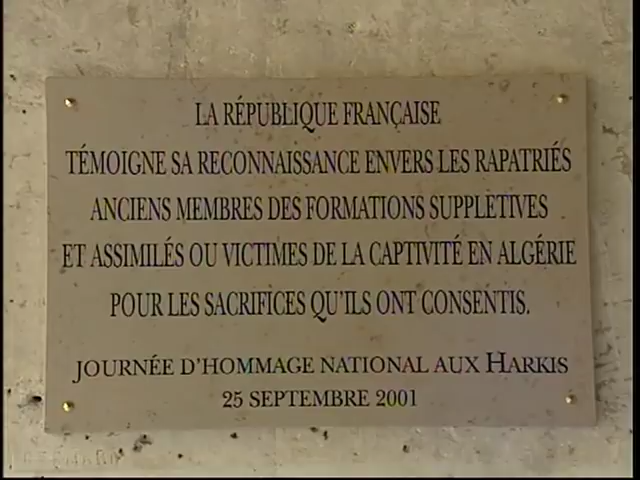 LA RÉPUBLIQUE FRANÇAISE
TÉMOIGNE SA RECONNAISSANCE ENVERS LES RAPATRIÉS
ANCIENS MEMBRES DES FORMATIONS SUPPLETIVES
ET ASSIMILÉS OU VICTIMES DE LA CAPTIVITÉ EN ALGÉRIE
POUR LES SACRIFICES QU'ILS ONT CONSENTIS.
JOURNÉE D'HOMMAGE NATIONAL AUX HARKIS
25 SEPTEMBRE 2001